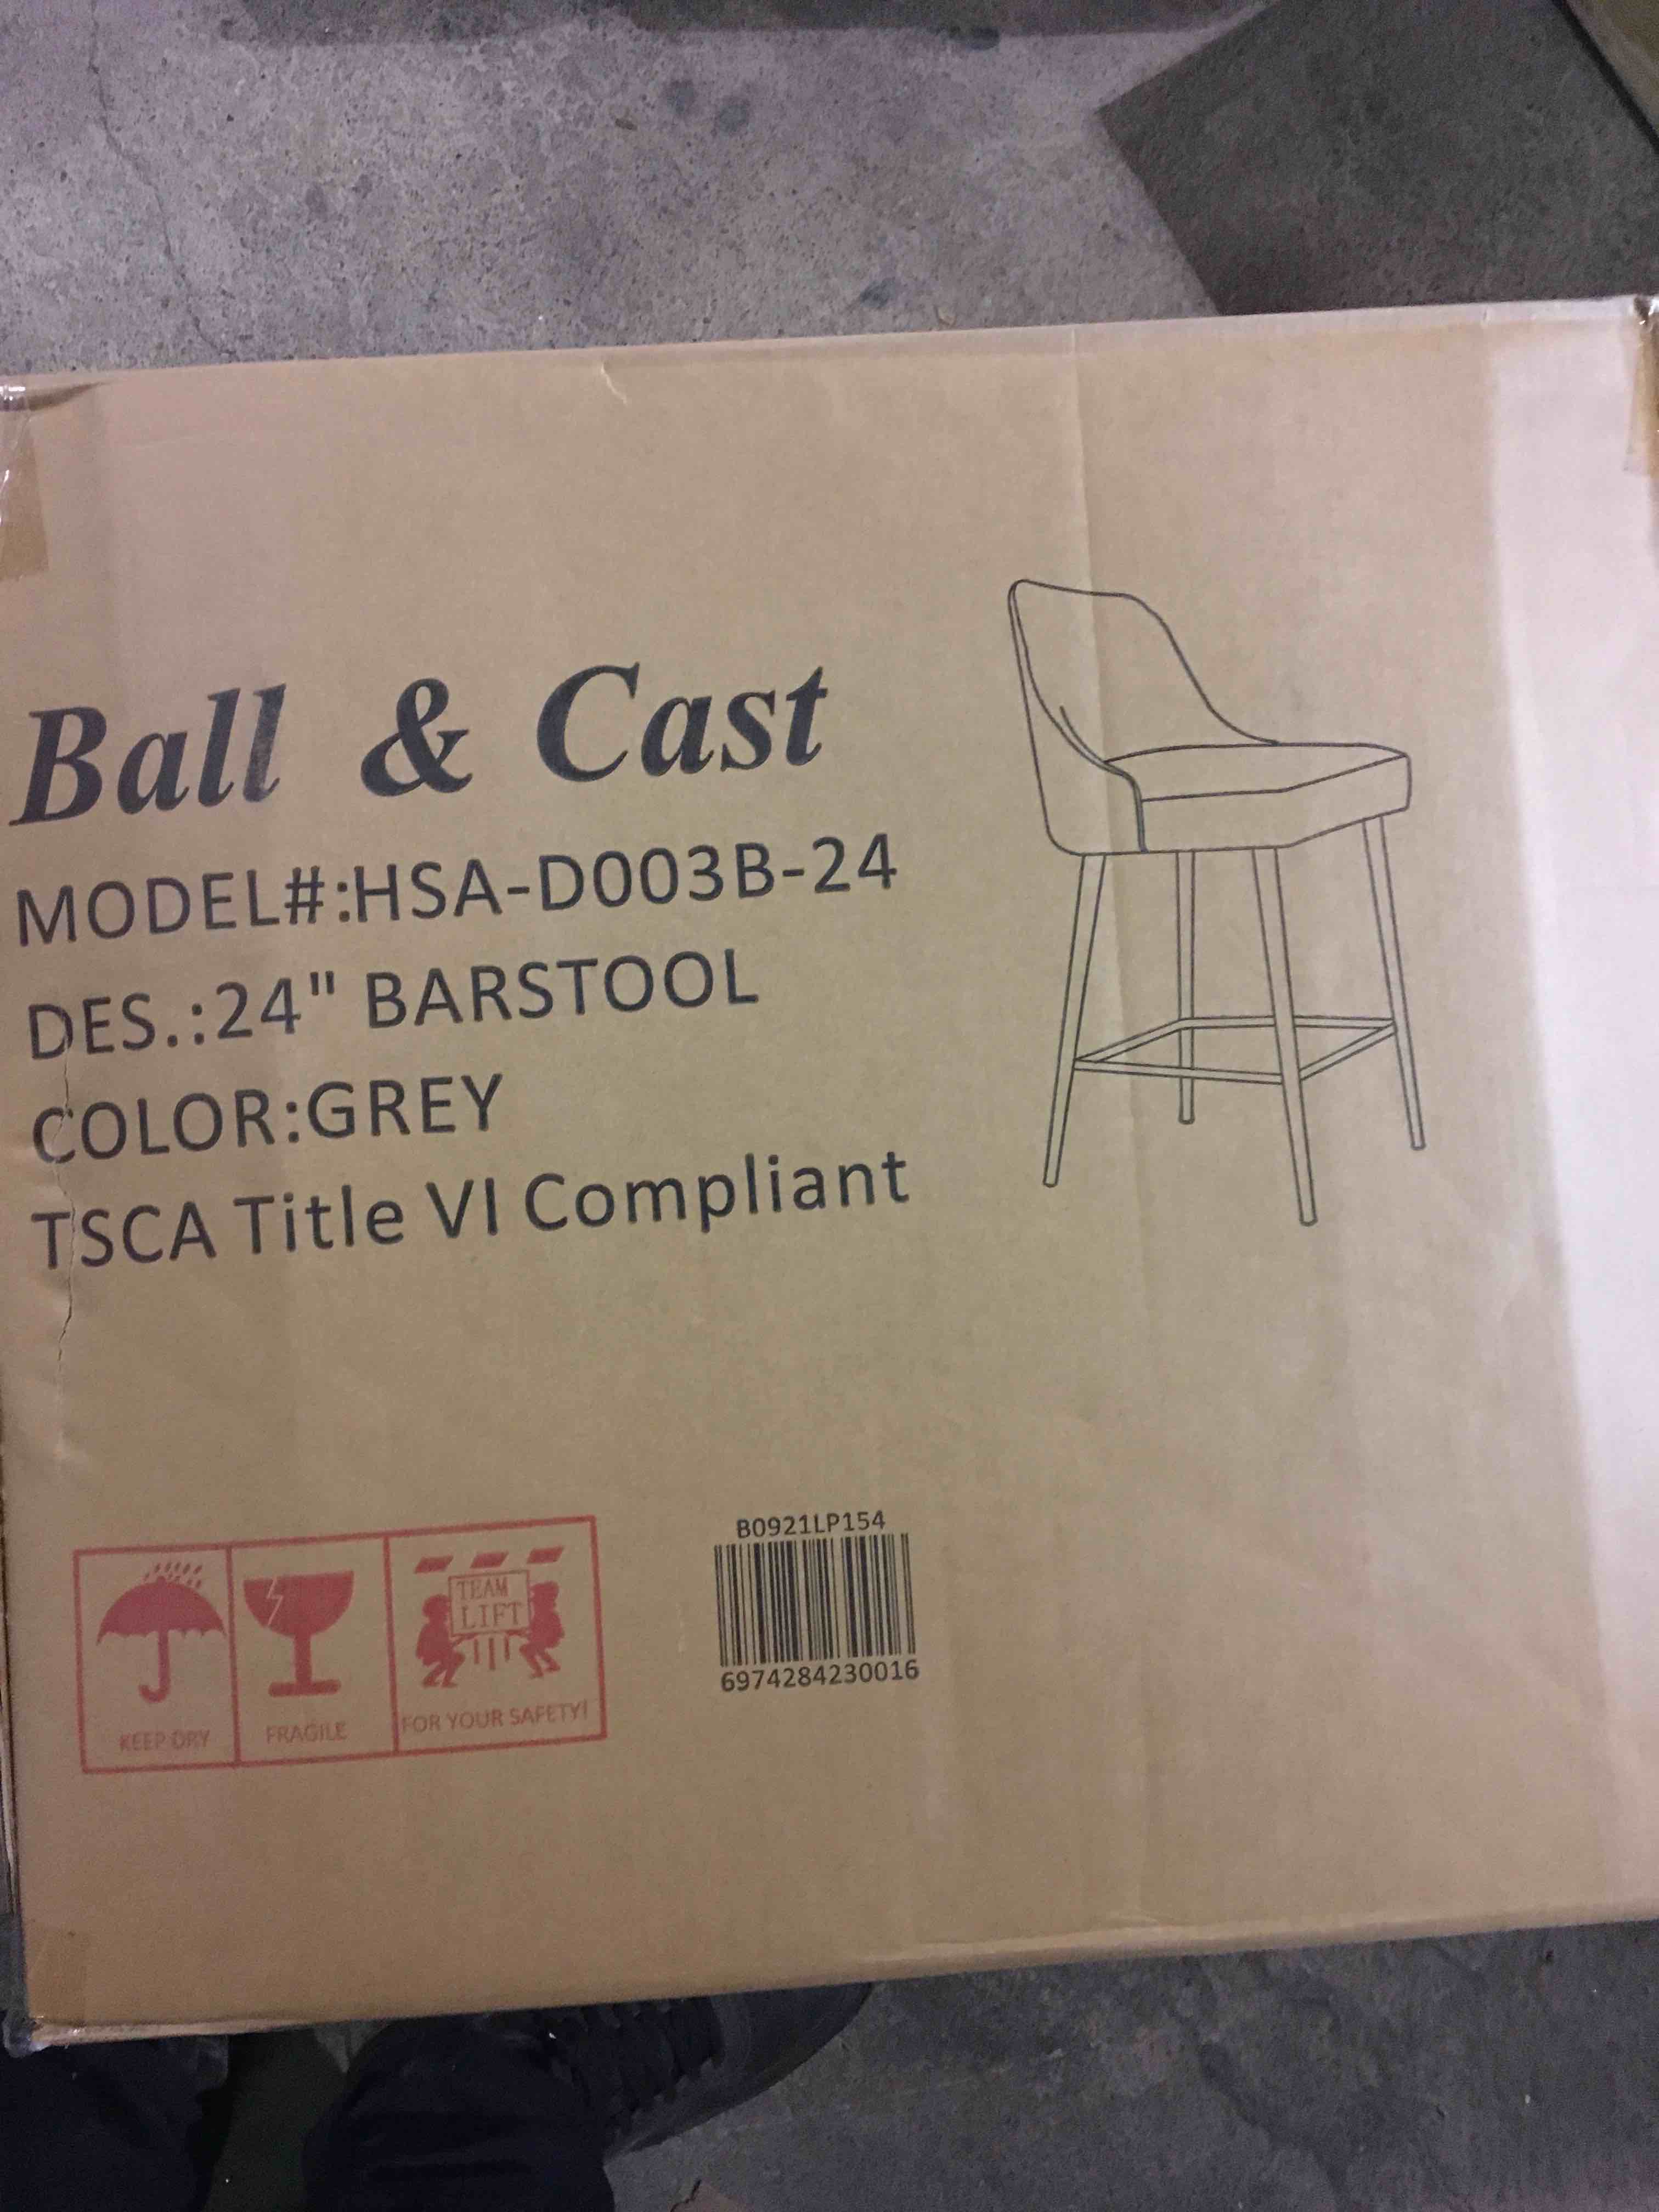 Ball & Cast
MODEL#:HSA-D003B-24
DES.:24" BARSTOOL
COLOR:GREY
TSCA Title VI Compliant
B0921LP154
TEAM
LIFT
KEEP DRY
FRAGILE
FOR YOUR SAFETY!
6974284230016